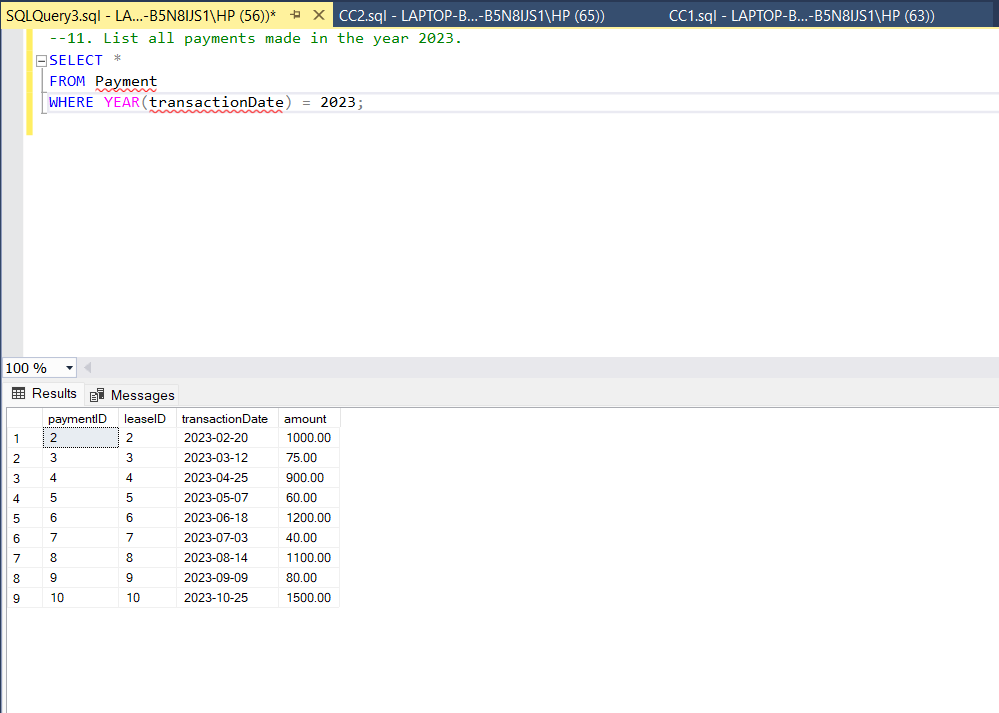 SQLQuery3.sql - LA...-B5N8IJS1\HP (56))* CC2.sql - LAPTOP-B...-B5N8IJS1\HP (65)) CC1.sql - LAPTOP-B...-B5N8IJS1\HP (63))
--11. List all payments made in the year 2023.
SELECT *
FROM Payment
WHERE YEAR(transactionDate) = 2023;
100 %
Results Messages
paymentID leaseID transactionDate amount
1 2 2 2023-02-20 1000.00
2 3 3 2023-03-12 75.00
3 4 4 2023-04-25 900.00
4 5 5 2023-05-07 60.00
5 6 6 2023-06-18 1200.00
6 7 7 2023-07-03 40.00
7 8 8 2023-08-14 1100.00
8 9 9 2023-09-09 80.00
9 10 10 2023-10-25 1500.00